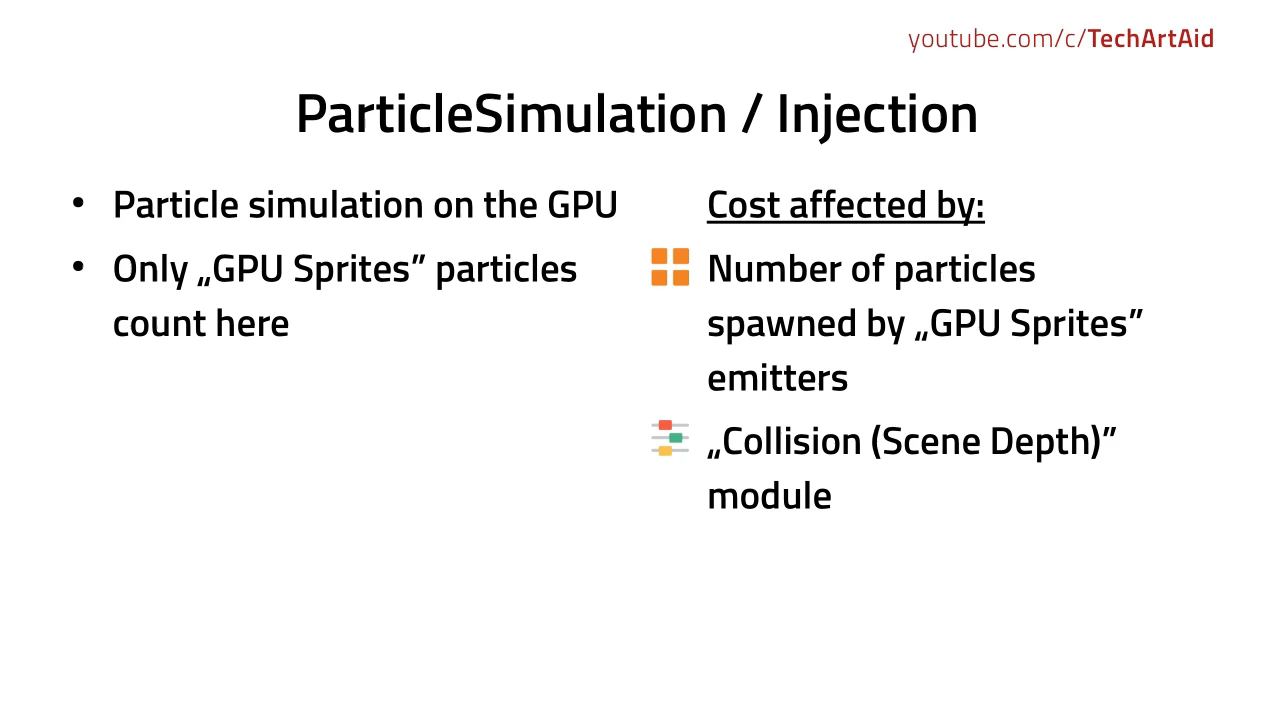 youtube.com/c/TechArtAid
ParticleSimulation / Injection
• Particle simulation on the GPU
• Only „GPU Sprites” particles
count here
Cost affected by:
Number of particles
spawned by „GPU Sprites”
emitters
„Collision (Scene Depth)”
module